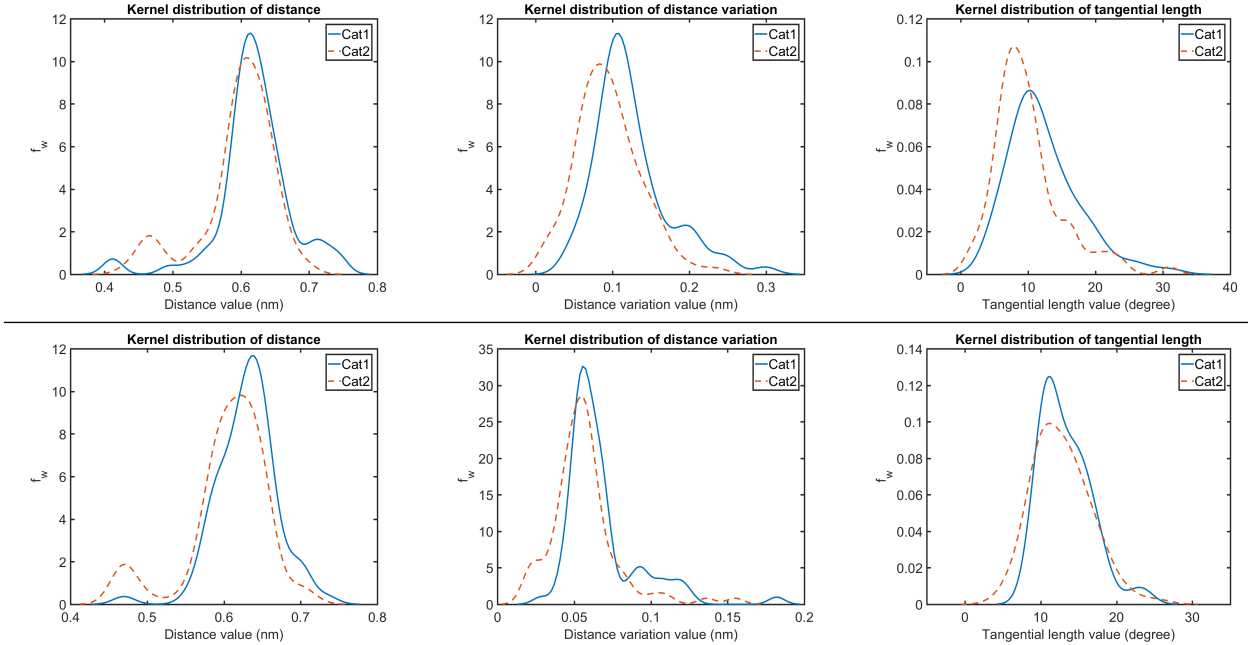 Kernel distribution of distance
12
10
8
6
4
2
0
f_w
0.4 0.5 0.6 0.7 0.8
Distance value (nm)
Cat1
Cat2
Kernel distribution of distance variation
12
10
8
6
4
2
0
f_w
0 0.1 0.2 0.3
Distance variation value (nm)
Cat1
Cat2
Kernel distribution of tangential length
0.12
0.1
0.08
0.06
0.04
0.02
0
f_w
0 10 20 30 40
Tangential length value (degree)
Cat1
Cat2
Kernel distribution of distance
12
10
8
6
4
2
0
f_w
0.4 0.5 0.6 0.7 0.8
Distance value (nm)
Cat1
Cat2
Kernel distribution of distance variation
35
30
25
20
15
10
5
0
f_w
0 0.05 0.1 0.15 0.2
Distance variation value (nm)
Cat1
Cat2
Kernel distribution of tangential length
0.14
0.12
0.1
0.08
0.06
0.04
0.02
0
f_w
0 10 20 30
Tangential length value (degree)
Cat1
Cat2